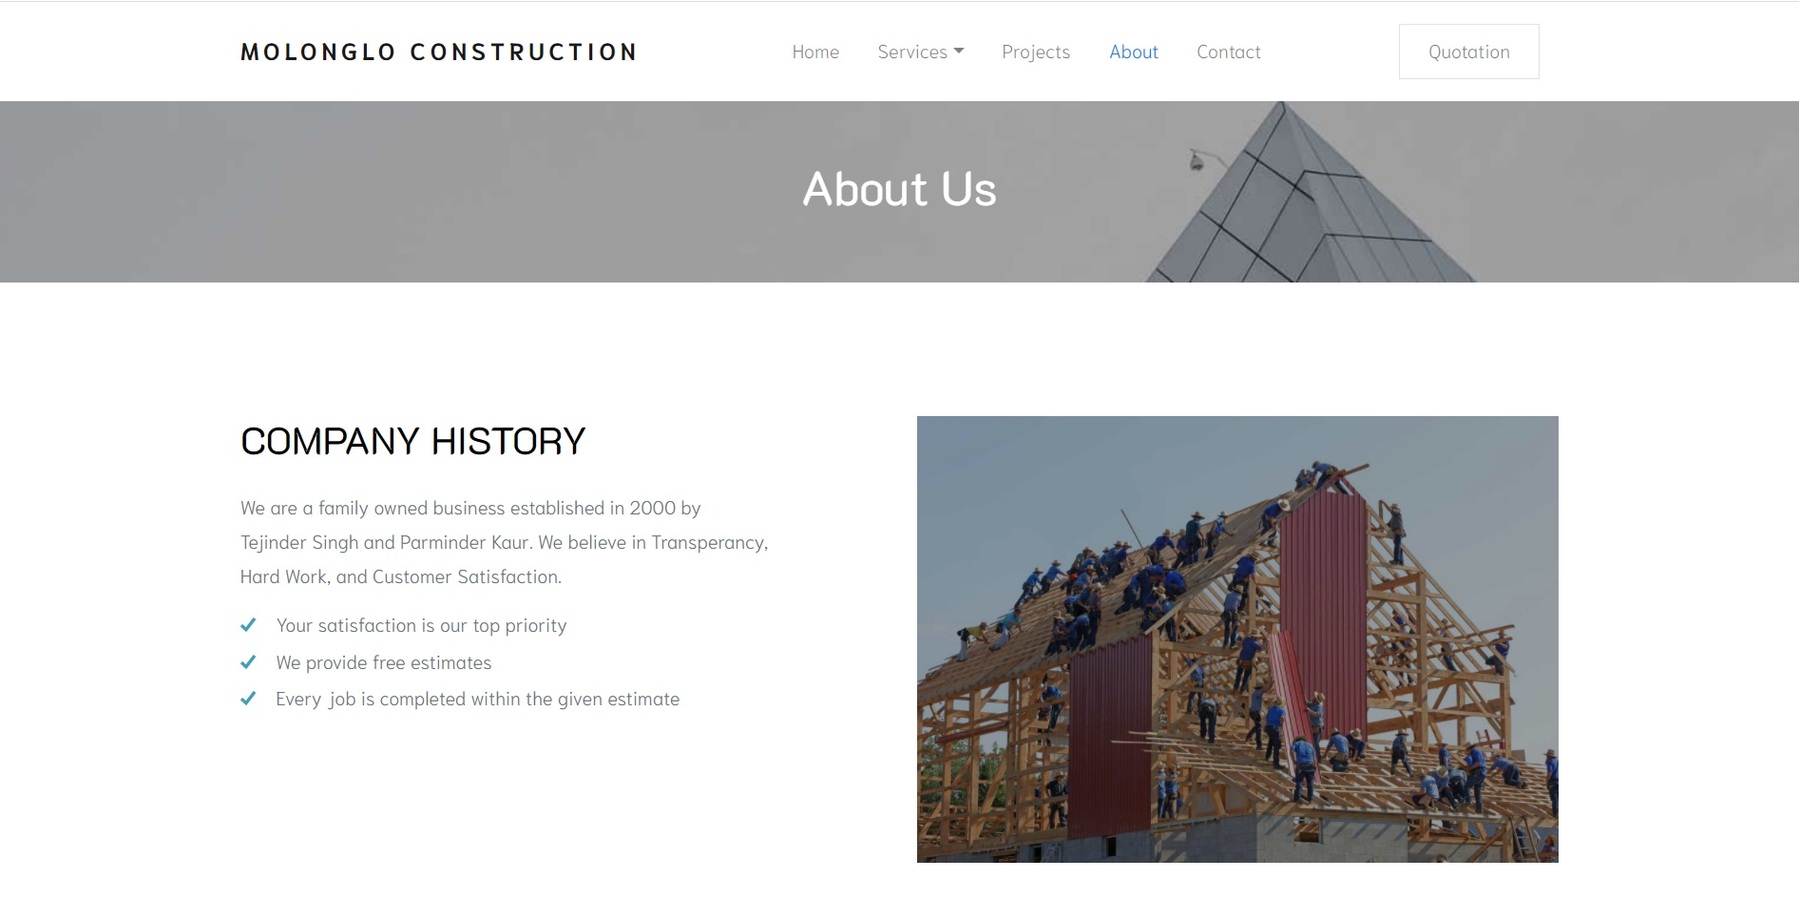 MOLONGLO CONSTRUCTION
Home Services Projects About Contact Quotation
About Us
COMPANY HISTORY
We are a family owned business established in 2000 by
Tejinder Singh and Parminder Kaur. We believe in Transperancy,
Hard Work, and Customer Satisfaction.
Your satisfaction is our top priority
We provide free estimates
Every job is completed within the given estimate